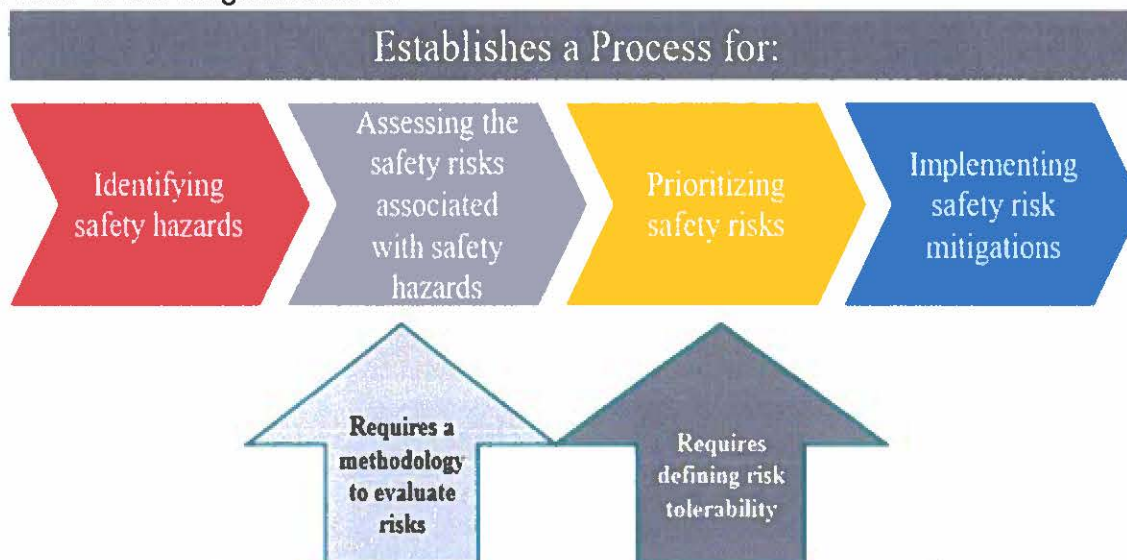 Establishes a Process for:
Identifying
safety hazards
Assessing the
safety risks
associated
with safety
hazards
Prioritizing
safety risks
Implementing
safety risk
mitigations
Requires a
methodology
to evaluate
risks
Requires
defining risk
tolerability